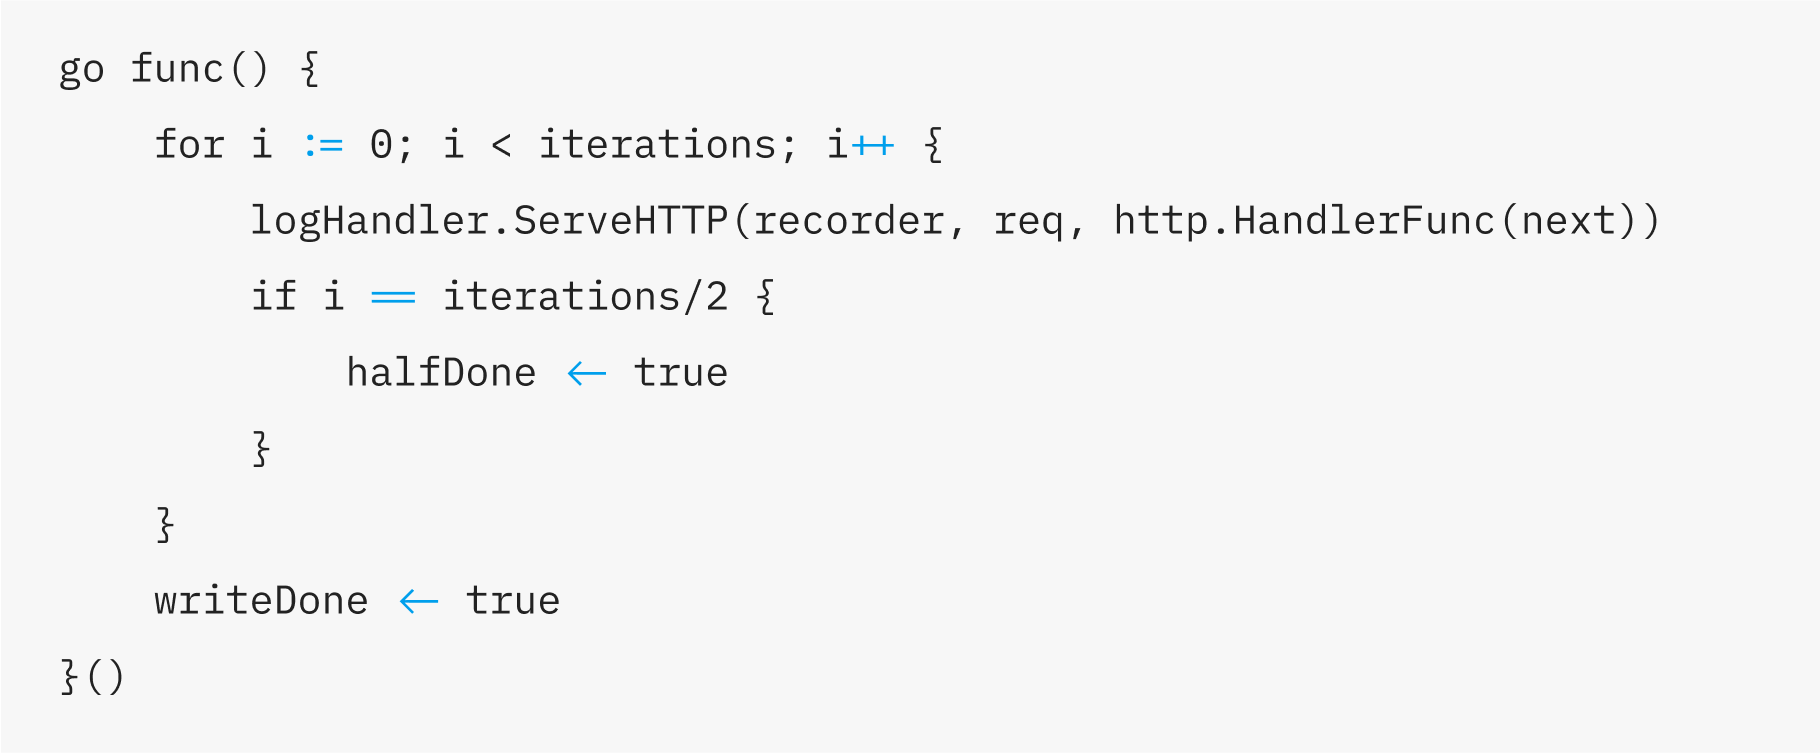 go func() {
    for i := 0; i < iterations; i++ {
        logHandler.ServeHTTP(recorder, req, http.HandlerFunc(next))
        if i == iterations/2 {
            halfDone <- true
        }
    }
    writeDone <- true
}()